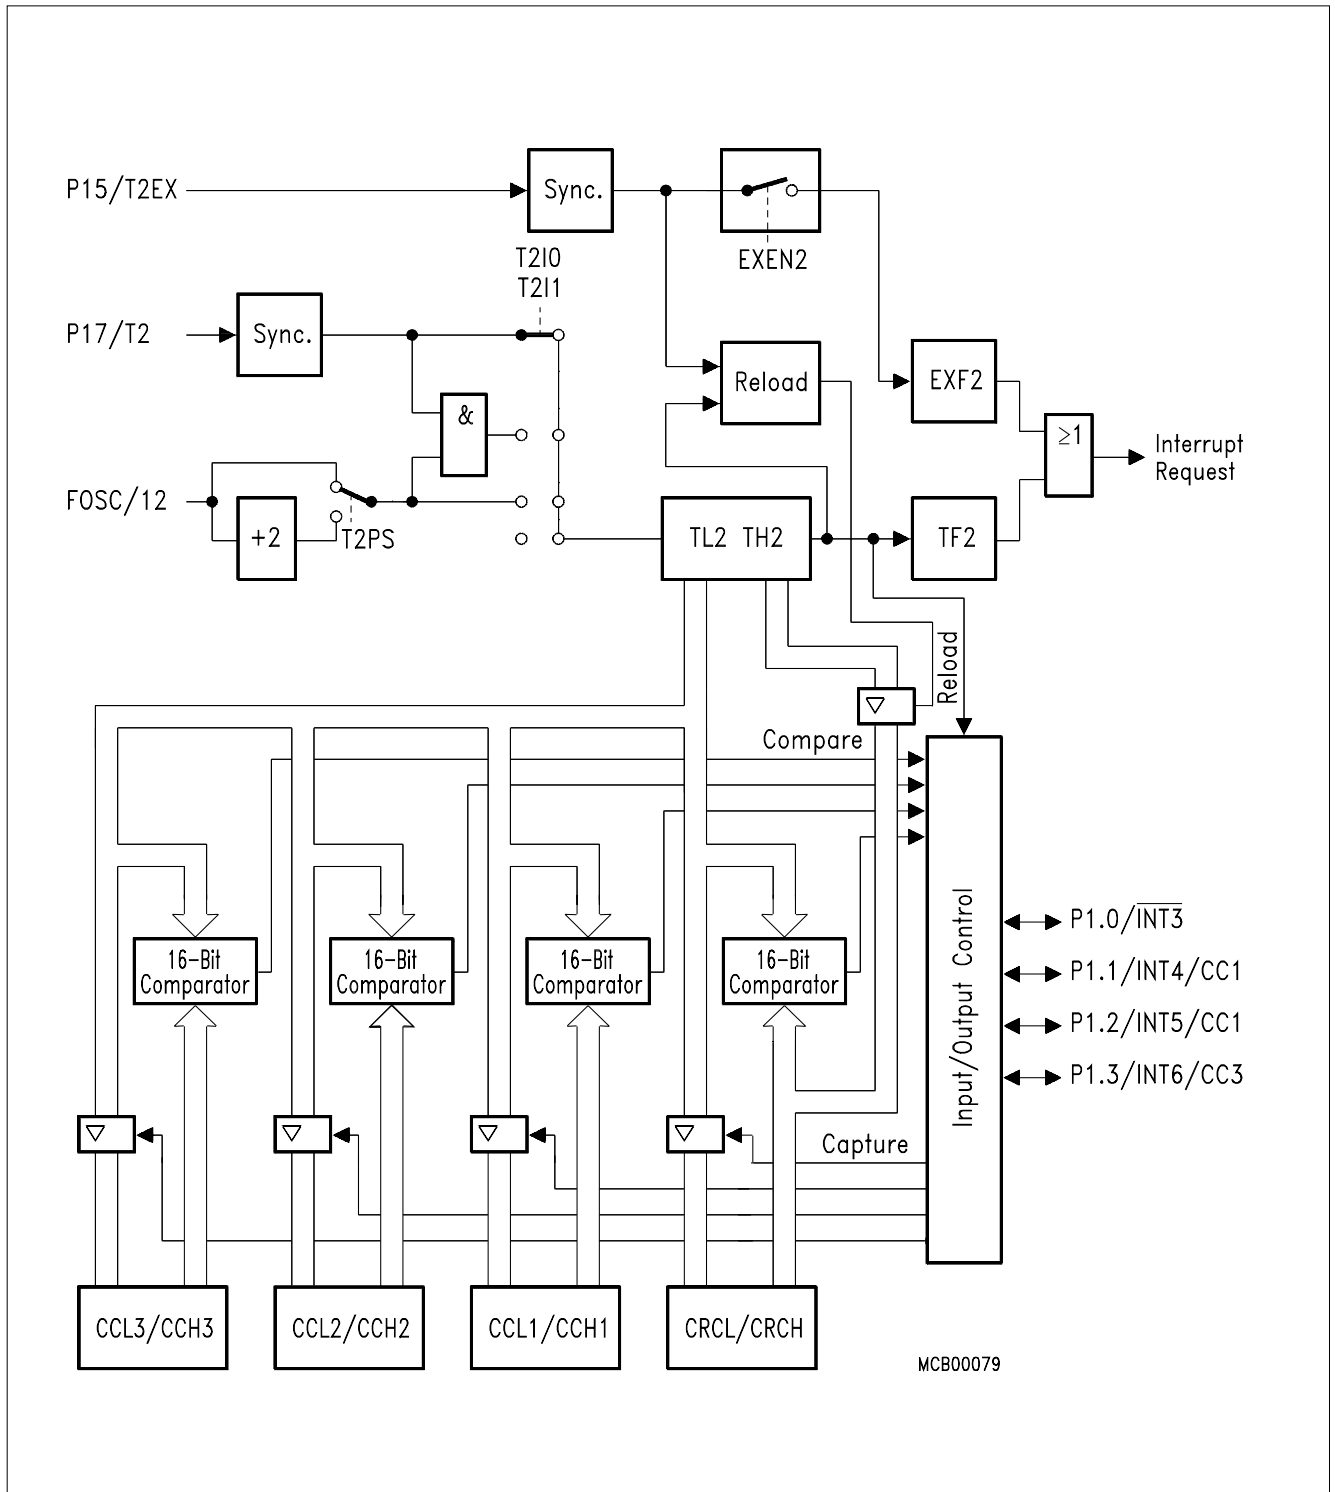 P15/T2EX
Sync.
EXEN2
T2I0
T2I1
P17/T2
Sync.
Reload
EXF2
&
≥1
Interrupt
Request
FOSC/12
+2
T2PS
TL2 TH2
TF2
Reload
Compare
16-Bit
Comparator
16-Bit
Comparator
16-Bit
Comparator
16-Bit
Comparator
Input/Output Control
P1.0/INT3
P1.1/INT4/CC1
P1.2/INT5/CC1
P1.3/INT6/CC3
Capture
CCL3/CCH3
CCL2/CCH2
CCL1/CCH1
CRCL/CRCH
MCB00079